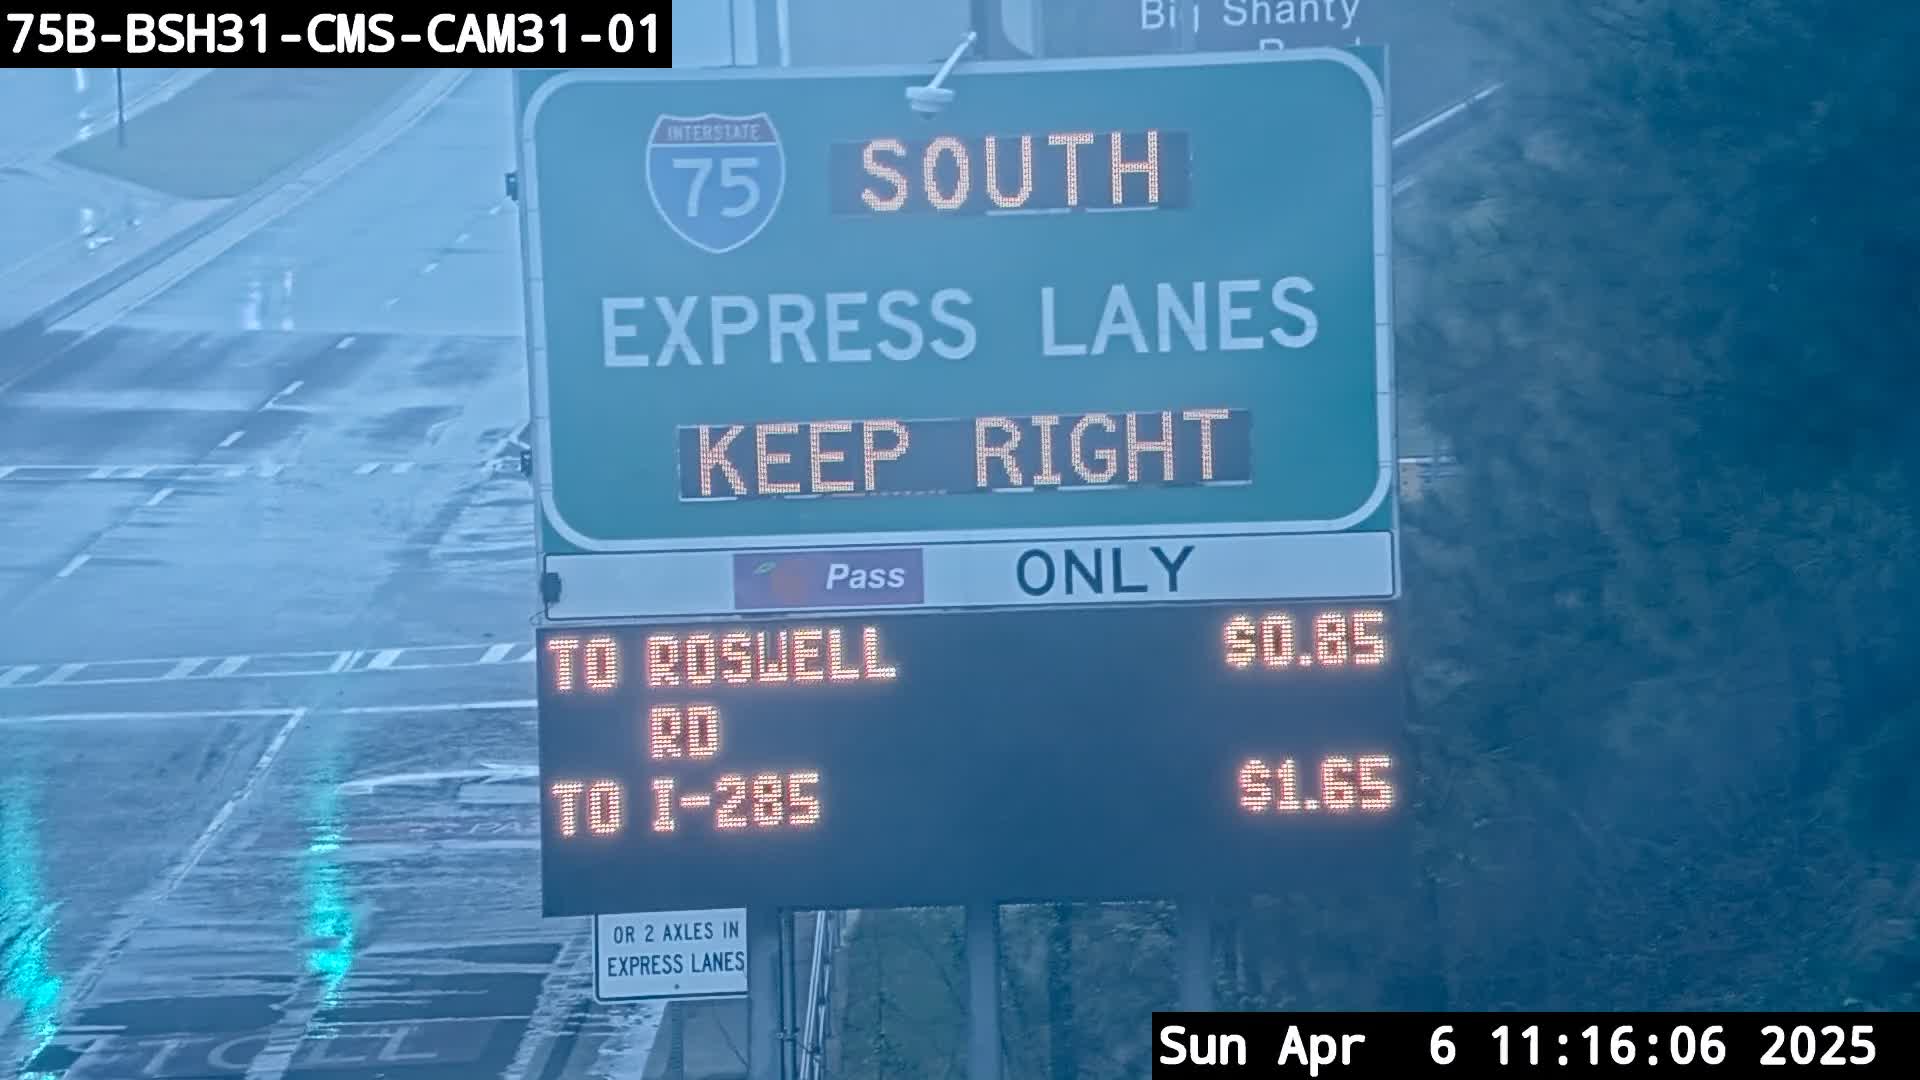 75B-BSH31-CMS-CAM31-01
Big Shanty
INTERSTATE
75
SOUTH
EXPRESS LANES
KEEP RIGHT
Pass ONLY
TO ROSWELL $0.85
RD
TO I-285 $1.65
OR 2 AXLES IN
EXPRESS LANES
TOLL
Sun Apr 6 11:16:06 2025